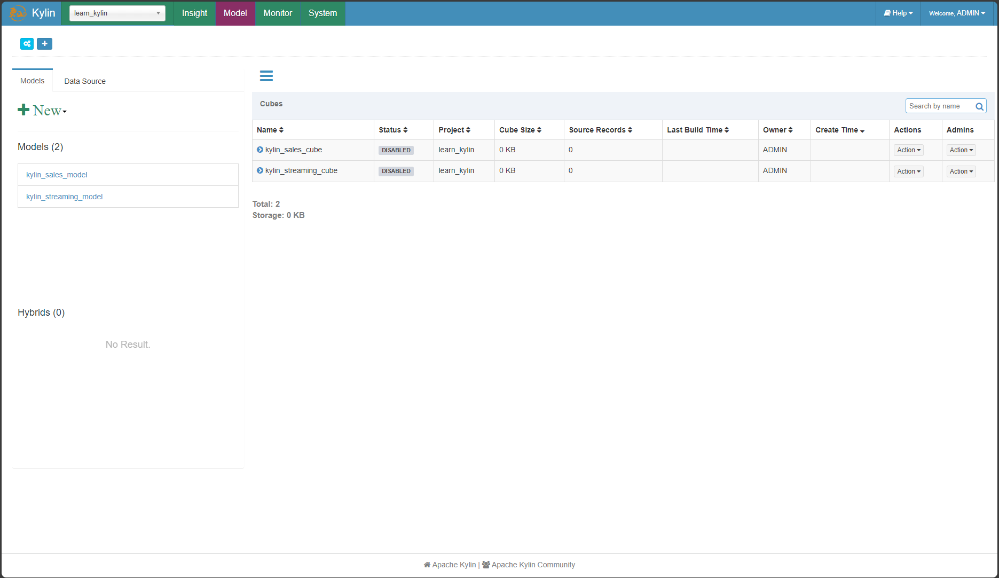 Kylin learn_kylin Insight Model Monitor System Help Welcome, ADMIN
Models Data Source
New
Models (2)
kylin_sales_model
kylin_streaming_model
Hybrids (0)
No Result.
Cubes Search by name
Name Status Project Cube Size Source Records Last Build Time Owner Create Time Actions Admins
kylin_sales_cube DISABLED learn_kylin 0 KB 0 ADMIN Action Action
kylin_streaming_cube DISABLED learn_kylin 0 KB 0 ADMIN Action Action
Total: 2
Storage: 0 KB
Apache Kylin | Apache Kylin Community